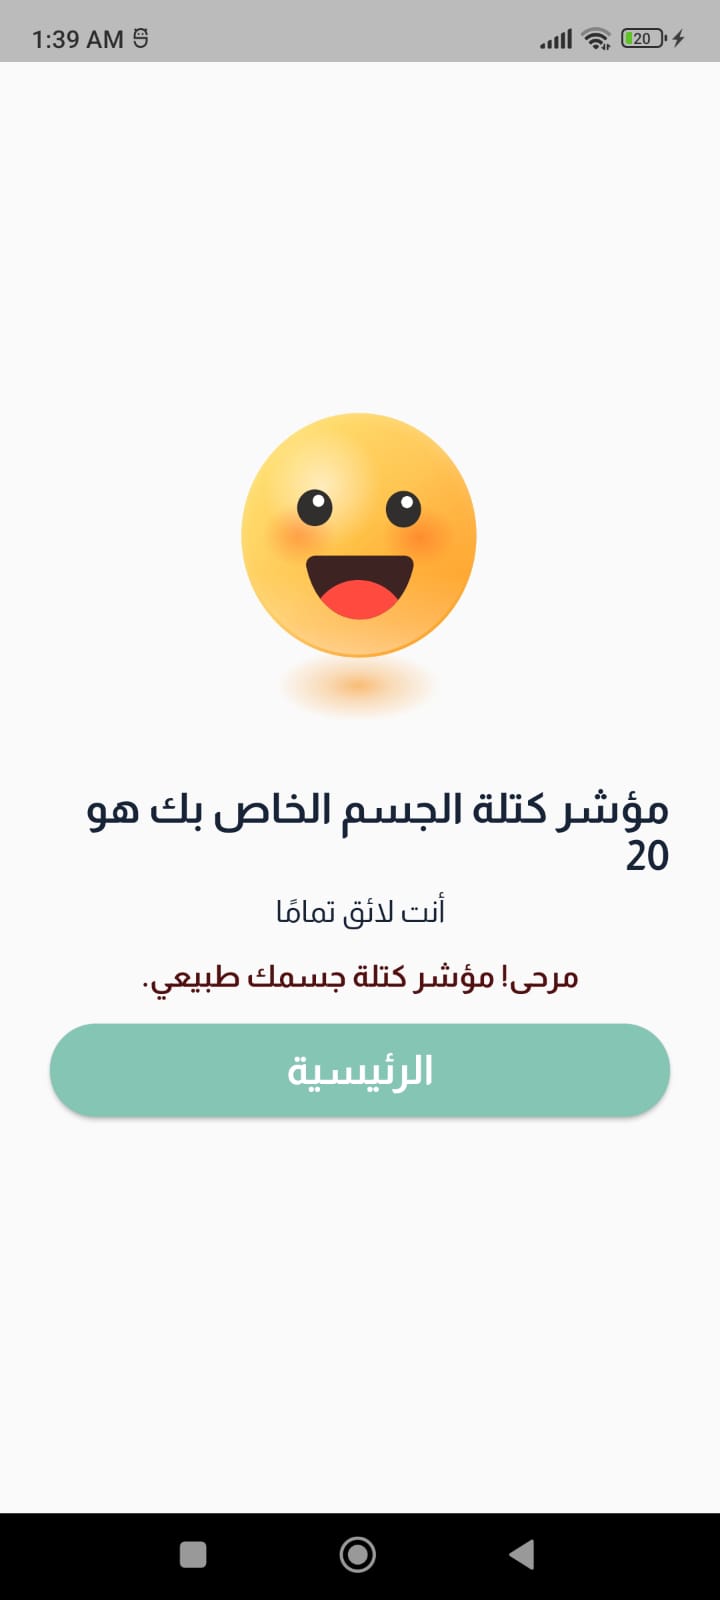 1:39 AM
20
مؤشر كتلة الجسم الخاص بك هو
20
أنت لائق تمامًا
مرحى! مؤشر كتلة جسمك طبيعي.
الرئيسية